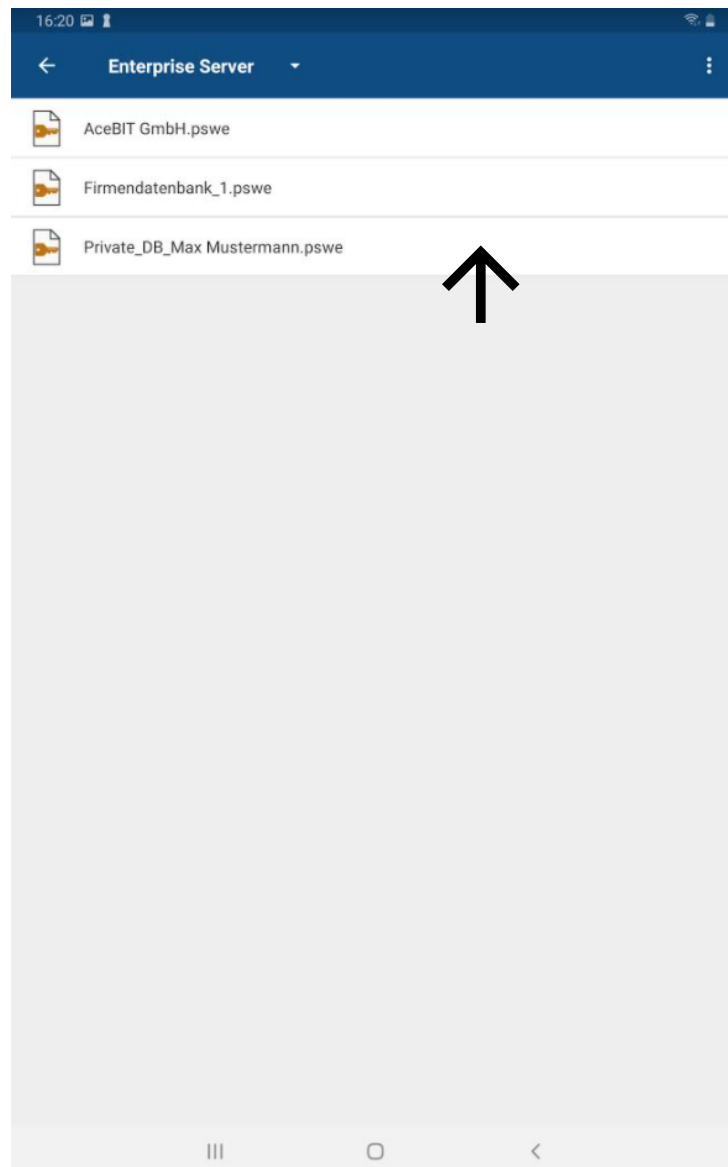 16:20
Enterprise Server
AceBIT GmbH.pswe
Firmendatenbank_1.pswe
Private_DB_Max Mustermann.pswe